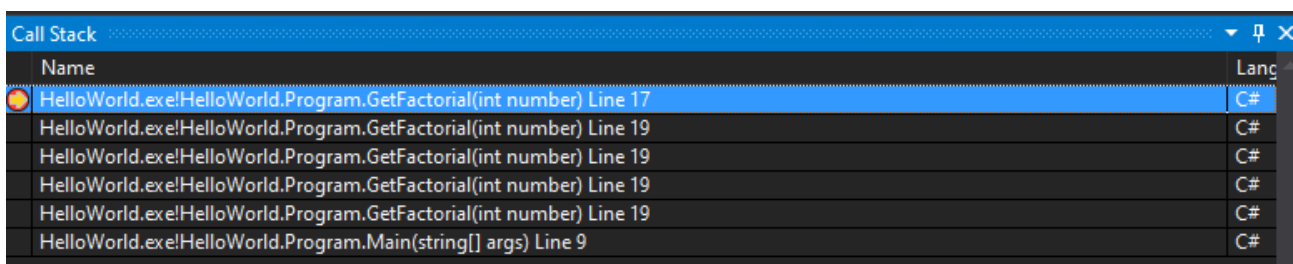 Call Stack
Name Lang
HelloWorld.exe!HelloWorld.Program.GetFactorial(int number) Line 17 C#
HelloWorld.exe!HelloWorld.Program.GetFactorial(int number) Line 19 C#
HelloWorld.exe!HelloWorld.Program.GetFactorial(int number) Line 19 C#
HelloWorld.exe!HelloWorld.Program.GetFactorial(int number) Line 19 C#
HelloWorld.exe!HelloWorld.Program.GetFactorial(int number) Line 19 C#
HelloWorld.exe!HelloWorld.Program.Main(string[] args) Line 9 C#